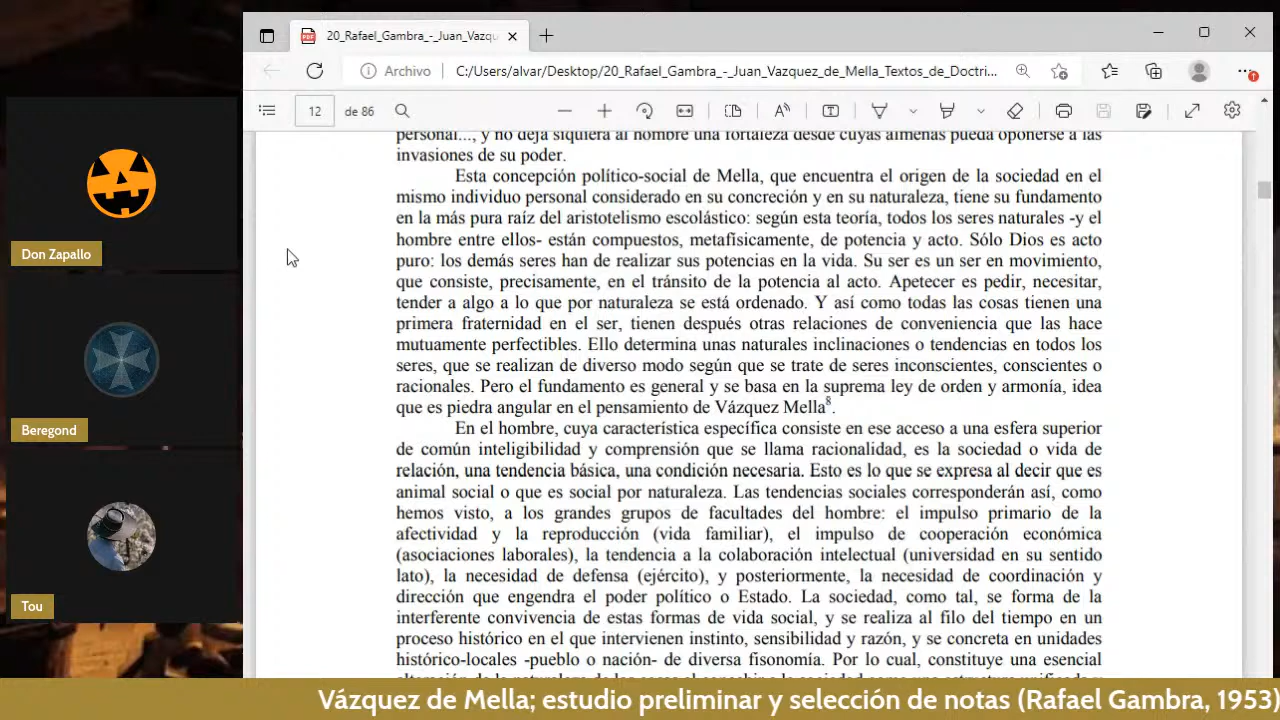 20_Rafael_Gambra_-_Juan_Vazqu
Archivo
C:/Users/alvar/Desktop/20_Rafael_Gambra_-_Juan_Vazquez_de_Mella_Textos_de_Doctri...
12 de 86
personal..., y no deja siquiera al hombre una fortaleza desde cuyas almenas pueda oponerse a las
invasiones de su poder.
Esta concepción político-social de Mella, que encuentra el origen de la sociedad en el
mismo individuo personal considerado en su concreción y en su naturaleza, tiene su fundamento
en la más pura raíz del aristotelismo escolástico: según esta teoría, todos los seres naturales -y el
hombre entre ellos- están compuestos, metafísicamente, de potencia y acto. Sólo Dios es acto
puro: los demás seres han de realizar sus potencias en la vida. Su ser es un ser en movimiento,
que consiste, precisamente, en el tránsito de la potencia al acto. Apetecer es pedir, necesitar,
tender a algo a lo que por naturaleza se está ordenado. Y así como todas las cosas tienen una
primera fraternidad en el ser, tienen después otras relaciones de conveniencia que las hace
mutuamente perfectibles. Ello determina unas naturales inclinaciones o tendencias en todos los
seres, que se realizan de diverso modo según que se trate de seres inconscientes, conscientes o
racionales. Pero el fundamento es general y se basa en la suprema ley de orden y armonía, idea
que es piedra angular en el pensamiento de Vázquez Mella8.
En el hombre, cuya característica específica consiste en ese acceso a una esfera superior
de común inteligibilidad y comprensión que se llama racionalidad, es la sociedad o vida de
relación, una tendencia básica, una condición necesaria. Esto es lo que se expresa al decir que es
animal social o que es social por naturaleza. Las tendencias sociales corresponderán así, como
hemos visto, a los grandes grupos de facultades del hombre: el impulso primario de la
afectividad y la reproducción (vida familiar), el impulso de cooperación económica
(asociaciones laborales), la tendencia a la colaboración intelectual (universidad en su sentido
lato), la necesidad de defensa (ejército), y posteriormente, la necesidad de coordinación y
dirección que engendra el poder político o Estado. La sociedad, como tal, se forma de la
interferente convivencia de estas formas de vida social, y se realiza al filo del tiempo en un
proceso histórico en el que intervienen instinto, sensibilidad y razón, y se concreta en unidades
histórico-locales -pueblo o nación- de diversa fisonomía. Por lo cual, constituye una esencial
Don Zapallo
Beregond
Tou
Vázquez de Mella; estudio preliminar y selección de notas (Rafael Gambra, 1953)